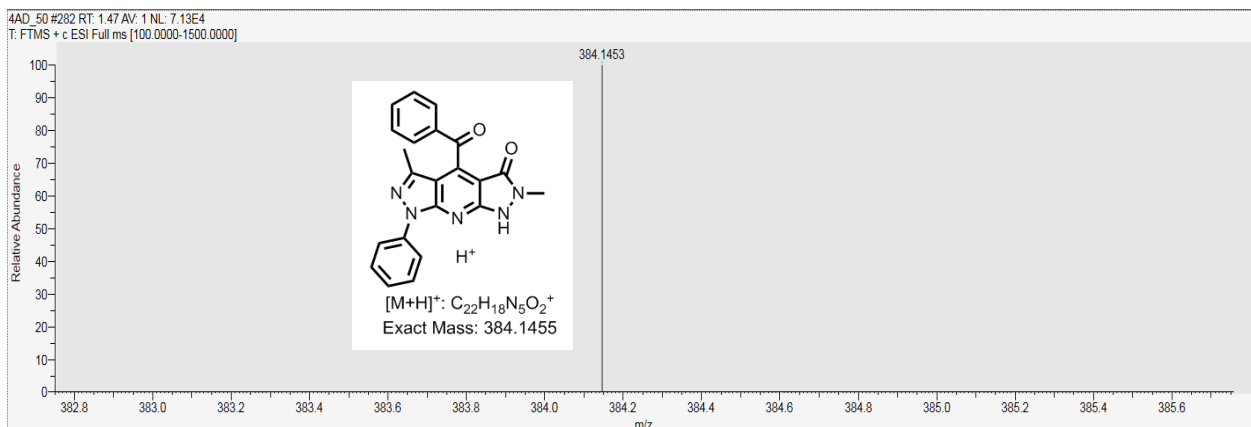 4AD_50 #282 RT: 1.47 AV: 1 NL: 7.13E4
T: FTMS + c ESI Full ms [100.0000-1500.0000]
384.1453
100
90
80
70
60
50
40
30
20
10
0
Relative Abundance
O
O
N
N
N
N
N
H
H⁺
[M+H]⁺: C₂₂H₁₈N₅O₂⁺
Exact Mass: 384.1455
382.8 383.0 383.2 383.4 383.6 383.8 384.0 384.2 384.4 384.6 384.8 385.0 385.2 385.4 385.6
m/z